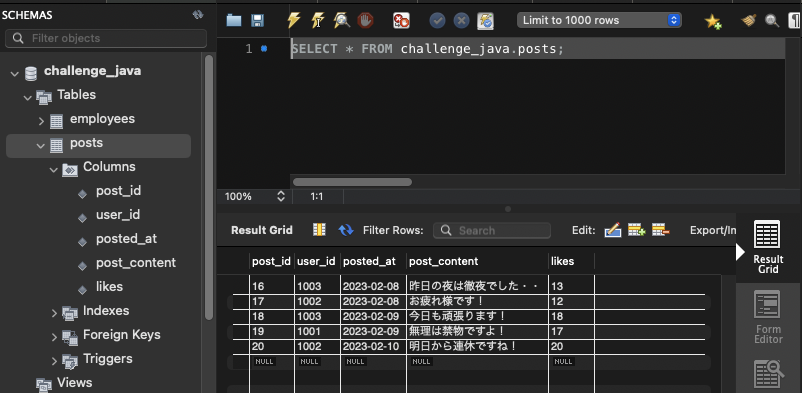 SCHEMAS
Filter objects
challenge_java
Tables
employees
posts
Columns
post_id
user_id
posted_at
post_content
likes
Indexes
Foreign Keys
Triggers
Views
Limit to 1000 rows
1 SELECT * FROM challenge_java.posts;
100% 1:1
Result Grid Filter Rows: Search Edit: Export/Im
post_id user_id posted_at post_content likes
16 1003 2023-02-08 昨日の夜は徹夜でした・・ 13
17 1002 2023-02-08 お疲れ様です! 12
18 1003 2023-02-09 今日も頑張ります! 18
19 1001 2023-02-09 無理は禁物ですよ! 17
20 1002 2023-02-10 明日から連休ですね! 20
NULL NULL NULL NULL NULL
Result
Grid
Form
Editor